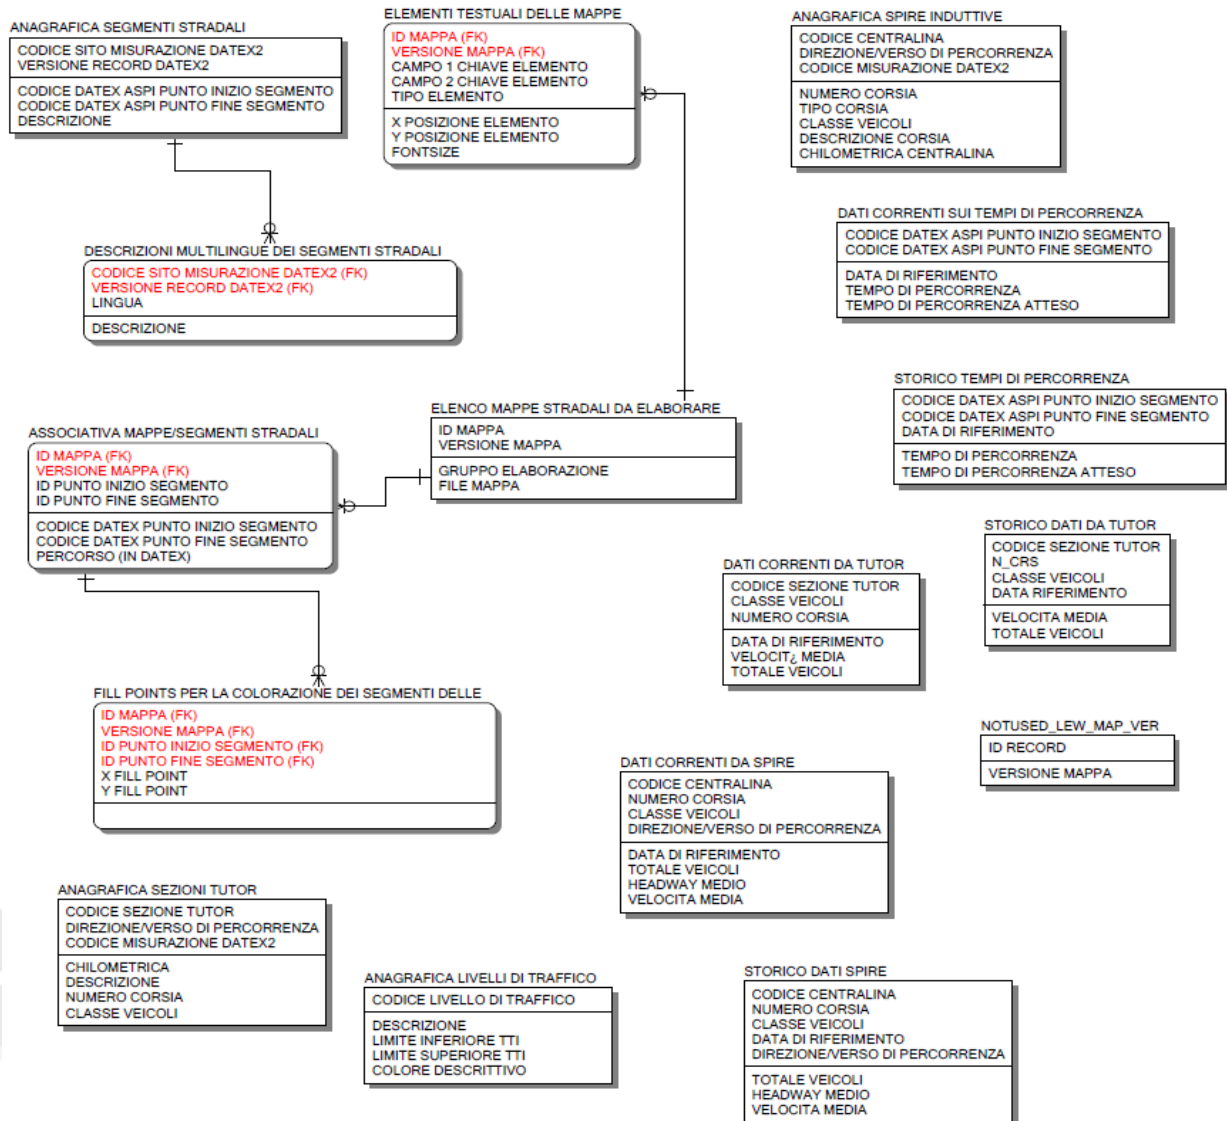 ANAGRAFICA SEGMENTI STRADALI
CODICE SITO MISURAZIONE DATEX2
VERSIONE RECORD DATEX2
CODICE DATEX ASPI PUNTO INIZIO SEGMENTO
CODICE DATEX ASPI PUNTO FINE SEGMENTO
DESCRIZIONE
ELEMENTI TESTUALI DELLE MAPPE
ID MAPPA (FK)
VERSIONE MAPPA (FK)
CAMPO 1 CHIAVE ELEMENTO
CAMPO 2 CHIAVE ELEMENTO
TIPO ELEMENTO
X POSIZIONE ELEMENTO
Y POSIZIONE ELEMENTO
FONTSIZE
ANAGRAFICA SPIRE INDUTTIVE
CODICE CENTRALINA
DIREZIONE/VERSO DI PERCORRENZA
CODICE MISURAZIONE DATEX2
NUMERO CORSIA
TIPO CORSIA
CLASSE VEICOLI
DESCRIZIONE CORSIA
CHILOMETRICA CENTRALINA
DATI CORRENTI SUI TEMPI DI PERCORRENZA
CODICE DATEX ASPI PUNTO INIZIO SEGMENTO
CODICE DATEX ASPI PUNTO FINE SEGMENTO
DATA DI RIFERIMENTO
TEMPO DI PERCORRENZA
TEMPO DI PERCORRENZA ATTESO
DESCRIZIONI MULTILINGUE DEI SEGMENTI STRADALI
CODICE SITO MISURAZIONE DATEX2 (FK)
VERSIONE RECORD DATEX2 (FK)
LINGUA
DESCRIZIONE
STORICO TEMPI DI PERCORRENZA
CODICE DATEX ASPI PUNTO INIZIO SEGMENTO
CODICE DATEX ASPI PUNTO FINE SEGMENTO
DATA DI RIFERIMENTO
TEMPO DI PERCORRENZA
TEMPO DI PERCORRENZA ATTESO
ELENCO MAPPE STRADALI DA ELABORARE
ID MAPPA
VERSIONE MAPPA
GRUPPO ELABORAZIONE
FILE MAPPA
ASSOCIATIVA MAPPE/SEGMENTI STRADALI
ID MAPPA (FK)
VERSIONE MAPPA (FK)
ID PUNTO INIZIO SEGMENTO
ID PUNTO FINE SEGMENTO
CODICE DATEX PUNTO INIZIO SEGMENTO
CODICE DATEX PUNTO FINE SEGMENTO
PERCORSO (IN DATEX)
STORICO DATI DA TUTOR
CODICE SEZIONE TUTOR
N_CRS
CLASSE VEICOLI
DATA RIFERIMENTO
VELOCITA MEDIA
TOTALE VEICOLI
DATI CORRENTI DA TUTOR
CODICE SEZIONE TUTOR
CLASSE VEICOLI
NUMERO CORSIA
DATA DI RIFERIMENTO
VELOCIT¿ MEDIA
TOTALE VEICOLI
FILL POINTS PER LA COLORAZIONE DEI SEGMENTI DELLE
ID MAPPA (FK)
VERSIONE MAPPA (FK)
ID PUNTO INIZIO SEGMENTO (FK)
ID PUNTO FINE SEGMENTO (FK)
X FILL POINT
Y FILL POINT
NOTUSED_LEW_MAP_VER
ID RECORD
VERSIONE MAPPA
DATI CORRENTI DA SPIRE
CODICE CENTRALINA
NUMERO CORSIA
CLASSE VEICOLI
DIREZIONE/VERSO DI PERCORRENZA
DATA DI RIFERIMENTO
TOTALE VEICOLI
HEADWAY MEDIO
VELOCITA MEDIA
ANAGRAFICA SEZIONI TUTOR
CODICE SEZIONE TUTOR
DIREZIONE/VERSO DI PERCORRENZA
CODICE MISURAZIONE DATEX2
CHILOMETRICA
DESCRIZIONE
NUMERO CORSIA
CLASSE VEICOLI
ANAGRAFICA LIVELLI DI TRAFFICO
CODICE LIVELLO DI TRAFFICO
DESCRIZIONE
LIMITE INFERIORE TTI
LIMITE SUPERIORE TTI
COLORE DESCRITTIVO
STORICO DATI SPIRE
CODICE CENTRALINA
NUMERO CORSIA
CLASSE VEICOLI
DATA DI RIFERIMENTO
DIREZIONE/VERSO DI PERCORRENZA
TOTALE VEICOLI
HEADWAY MEDIO
VELOCITA MEDIA